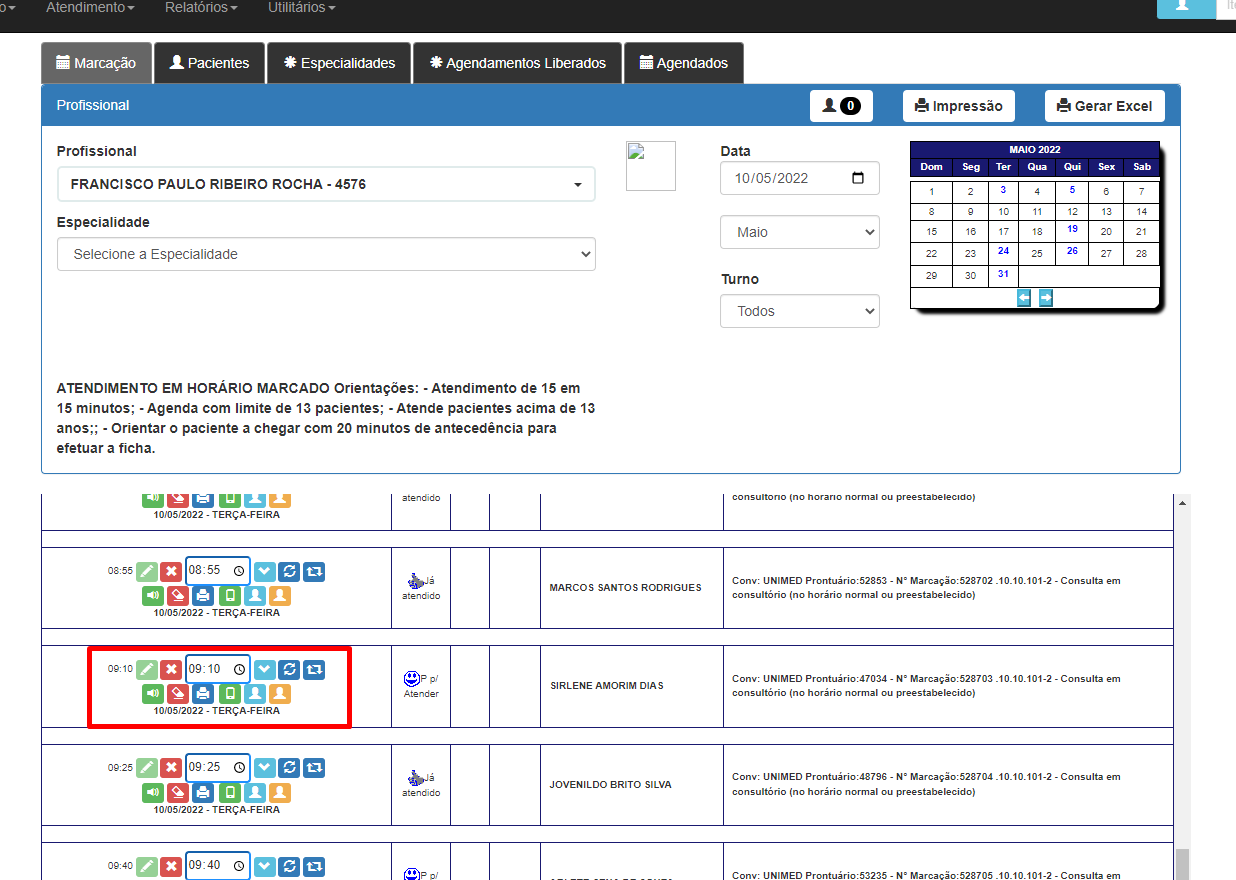 Atendimento Relatórios Utilitários
Marcação Pacientes Especialidades Agendamentos Liberados Agendados
Profissional 0 Impressão Gerar Excel
Profissional
FRANCISCO PAULO RIBEIRO ROCHA - 4576
Especialidade
Selecione a Especialidade
Data
10/05/2022
Maio
Turno
Todos
MAIO 2022
Dom Seg Ter Qua Qui Sex Sab
1 2 3 4 5 6 7
8 9 10 11 12 13 14
15 16 17 18 19 20 21
22 23 24 25 26 27 28
29 30 31
ATENDIMENTO EM HORÁRIO MARCADO Orientações: - Atendimento de 15 em
15 minutos; - Agenda com limite de 13 pacientes; - Atende pacientes acima de 13
anos;; - Orientar o paciente a chegar com 20 minutos de antecedência para
efetuar a ficha.
atendido
consultório (no horário normal ou preestabelecido)
10/05/2022 - TERÇA-FEIRA
08:55 08:55
10/05/2022 - TERÇA-FEIRA
Já
atendido
MARCOS SANTOS RODRIGUES
Conv: UNIMED Prontuário:52853 - N° Marcação:528702 .10.10.101-2 - Consulta em
consultório (no horário normal ou preestabelecido)
09:10 09:10
10/05/2022 - TERÇA-FEIRA
P p/
Atender
SIRLENE AMORIM DIAS
Conv: UNIMED Prontuário:47034 - N° Marcação:528703 .10.10.101-2 - Consulta em
consultório (no horário normal ou preestabelecido)
09:25 09:25
10/05/2022 - TERÇA-FEIRA
Já
atendido
JOVENILDO BRITO SILVA
Conv: UNIMED Prontuário:48796 - N° Marcação:528704 .10.10.101-2 - Consulta em
consultório (no horário normal ou preestabelecido)
09:40 09:40
P p/
Conv: UNIMED Prontuário:53235 - N° Marcação:528705 .10.10.101-2 - Consulta em